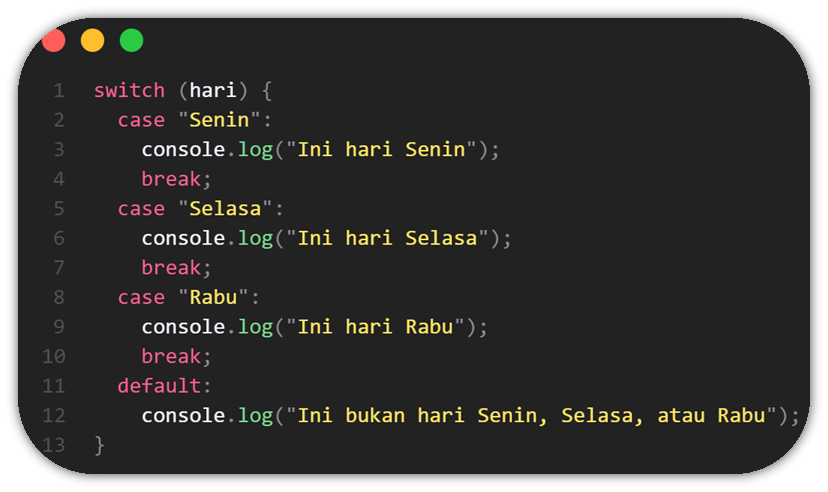 1 switch (hari) {
2 case "Senin":
3 console.log("Ini hari Senin");
4 break;
5 case "Selasa":
6 console.log("Ini hari Selasa");
7 break;
8 case "Rabu":
9 console.log("Ini hari Rabu");
10 break;
11 default:
12 console.log("Ini bukan hari Senin, Selasa, atau Rabu");
13 }